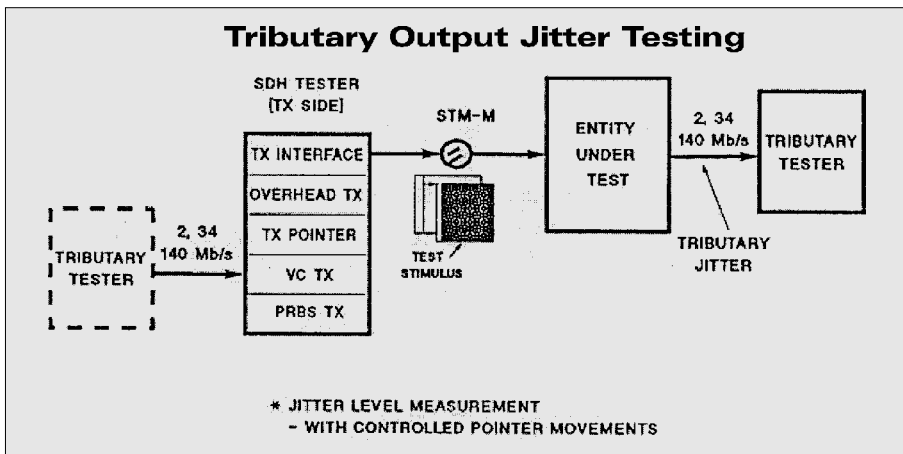 Tributary Output Jitter Testing
SDH TESTER
[TX SIDE]
STM-M
TX INTERFACE
OVERHEAD TX
TX POINTER
VC TX
PRBS TX
TRIBUTARY
TESTER
2, 34
140 Mb/s
TEST
STIMULUS
ENTITY
UNDER
TEST
2, 34
140 Mb/s
TRIBUTARY
JITTER
TRIBUTARY
TESTER
* JITTER LEVEL MEASUREMENT
- WITH CONTROLLED POINTER MOVEMENTS